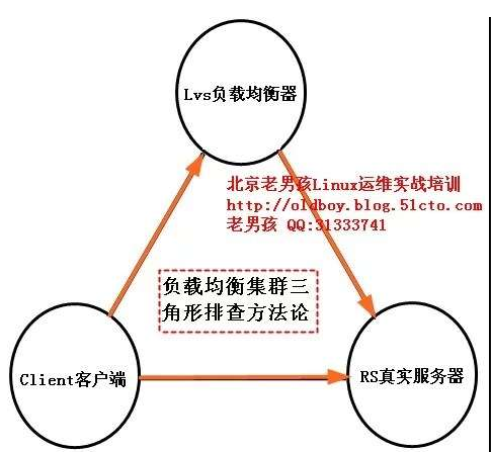 Lvs负载均衡器
北京老男孩Linux运维实战培训
http://oldboy.blog.51cto.com
老男孩 QQ:31333741
负载均衡集群三
角形排查方法论
Client客户端
RS真实服务器